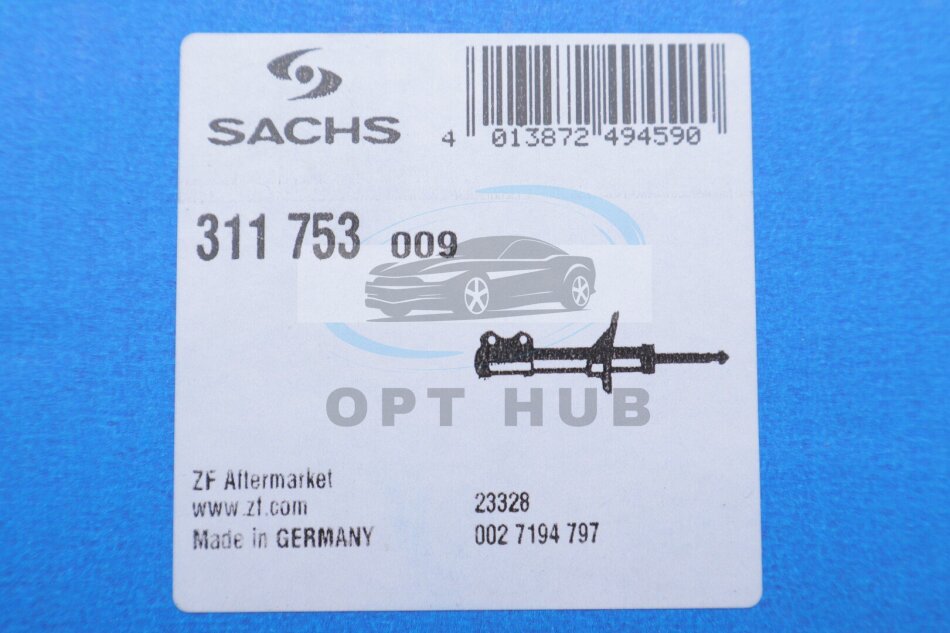 SACHS
4 013872 494590
311 753 009
OPT HUB
ZF Aftermarket
www.zf.com
Made in GERMANY
23328
002 7194 797